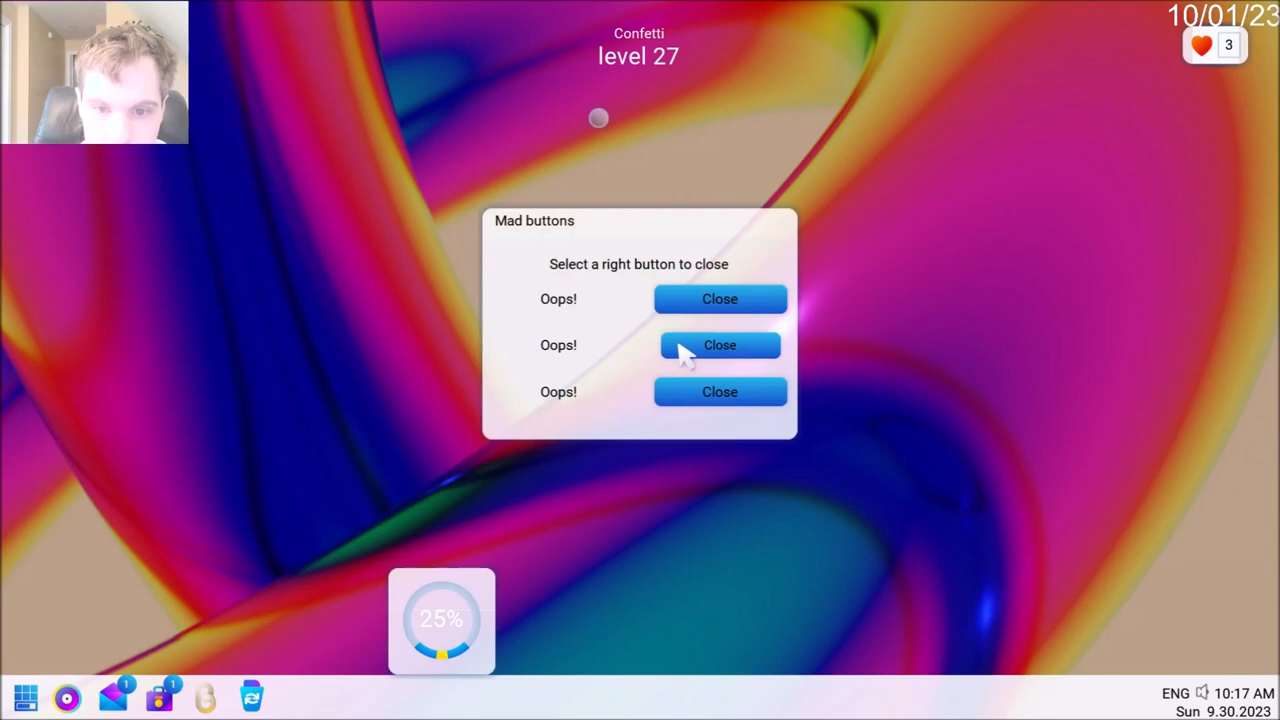 10/01/23
Confetti
level 27
3
Mad buttons
Select a right button to close
Oops! Close
Oops! Close
Oops! Close
25%
1 1
ENG 10:17 AM
Sun 9.30.2023